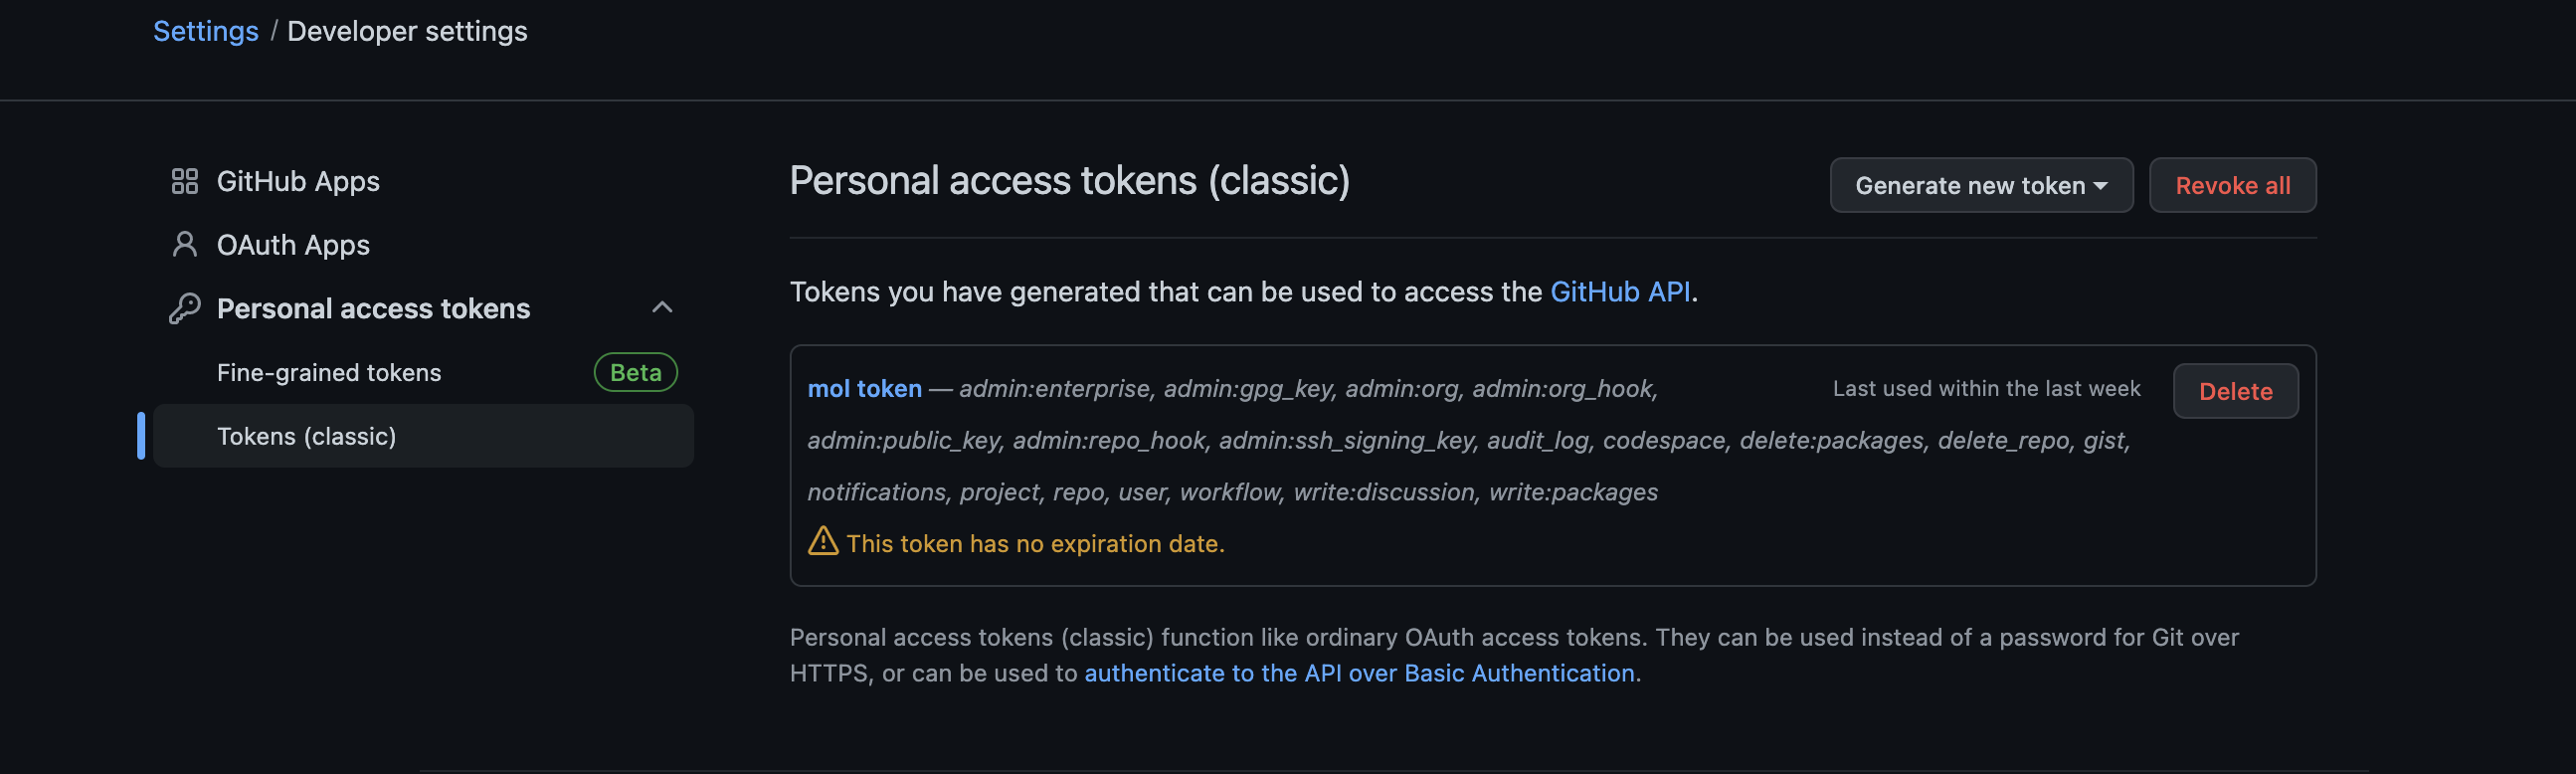 Settings / Developer settings
GitHub Apps
OAuth Apps
Personal access tokens
Fine-grained tokens Beta
Tokens (classic)
Personal access tokens (classic)
Generate new token
Revoke all
Tokens you have generated that can be used to access the GitHub API.
mol token — admin:enterprise, admin:gpg_key, admin:org, admin:org_hook,
admin:public_key, admin:repo_hook, admin:ssh_signing_key, audit_log, codespace, delete:packages, delete_repo, gist,
notifications, project, repo, user, workflow, write:discussion, write:packages
Last used within the last week
Delete
This token has no expiration date.
Personal access tokens (classic) function like ordinary OAuth access tokens. They can be used instead of a password for Git over
HTTPS, or can be used to authenticate to the API over Basic Authentication.